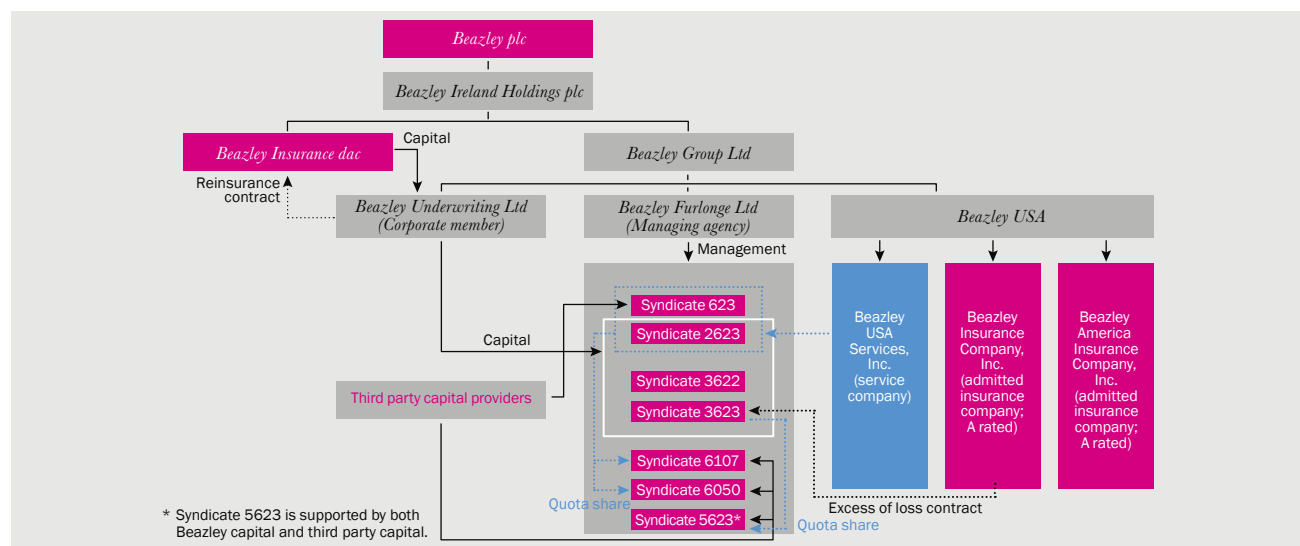 Beazley plc
Beazley Ireland Holdings plc
Capital
Beazley Insurance dac
Beazley Group Ltd
Reinsurance
contract
Beazley Underwriting Ltd
(Corporate member)
Beazley Furlonge Ltd
(Managing agency)
Beazley USA
Management
Syndicate 623
Syndicate 2623
Capital
Syndicate 3622
Syndicate 3623
Third party capital providers
Beazley
USA
Services,
Inc.
(service
company)
Beazley
Insurance
Company,
Inc.
(admitted
insurance
company;
A rated)
Beazley
America
Insurance
Company,
Inc.
(admitted
insurance
company;
A rated)
Syndicate 6107
Syndicate 6050
Quota share
Syndicate 5623*
Excess of loss contract
Quota share
* Syndicate 5623 is supported by both
Beazley capital and third party capital.